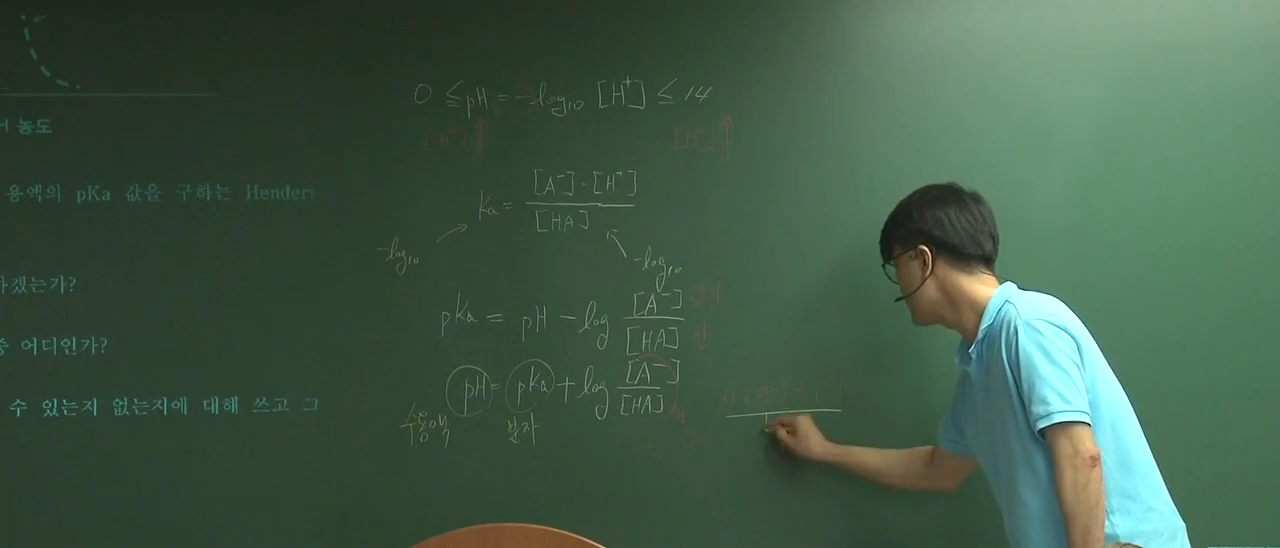 H 농도
용액의 pKa 값을 구하는 Henders
하겠는가?
중 어디인가?
수 있는지 없는지에 대해 쓰고 그
0 ≤ pH = -log₁₀ [H⁺] ≤ 14
[H⁺]↑ [H⁺]↑
Ka = [A⁻]·[H⁺] / [HA]
-log₁₀ -log₁₀
pKa = pH - log [A⁻] / [HA]
pH = pKa + log [A⁻] / [HA]
수용액 분자